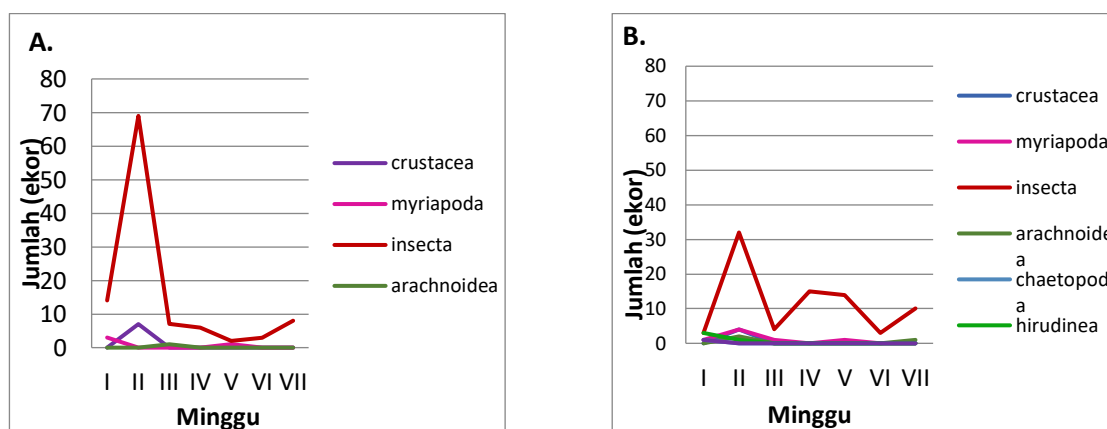 A.
Jumlah (ekor)
80
70
60
50
40
30
20
10
0
I II III IV V VI VII
Minggu
crustacea
myriapoda
insecta
arachnoidea
B.
Jumlah (ekor)
80
70
60
50
40
30
20
10
0
I II III IV V VI VII
Minggu
crustacea
myriapoda
insecta
arachnoide
a
chaetopod
a
hirudinea